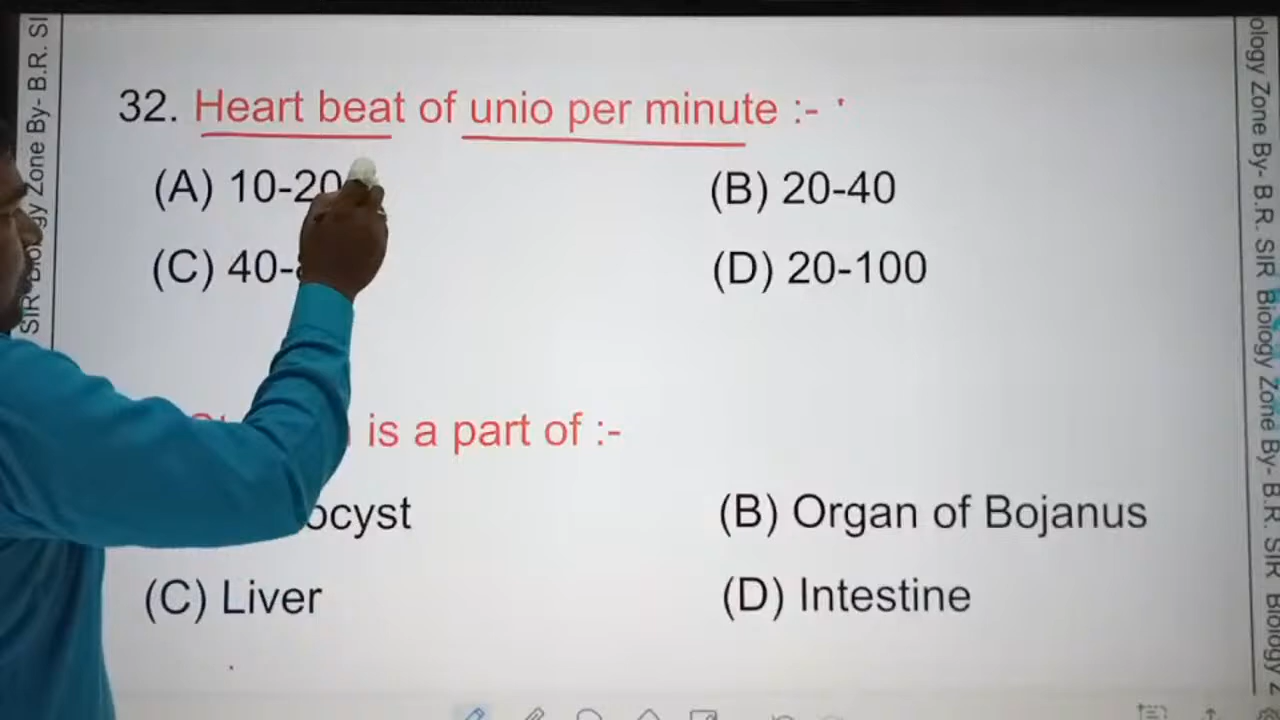 32. Heart beat of unio per minute :-
(A) 10-20
(B) 20-40
(C) 40-
(D) 20-100
is a part of :-
ocyst
(B) Organ of Bojanus
(C) Liver
(D) Intestine
SIR Biology Zone By- B.R. SI
ology Zone By- B.R. SIR Biology Zone By- B.R. SIR Biology Z